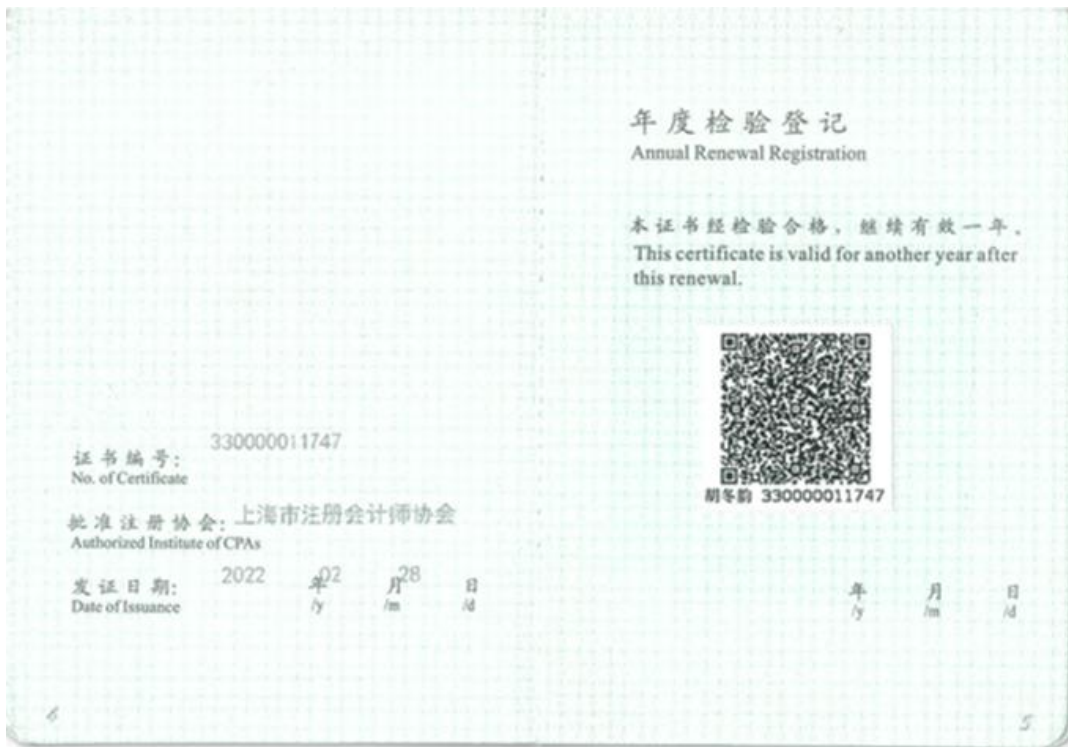 330000011747
证书编号:
No. of Certificate
批准注册协会: 上海市注册会计师协会
Authorized Institute of CPAs
发证日期: 2022 年 02 月 28 日
Date of Issuance /y /m /d
年度检验登记
Annual Renewal Registration
本证书经检验合格，继续有效一年。
This certificate is valid for another year after
this renewal.
胡冬韵 330000011747
年 月 日
/y /m /d
5